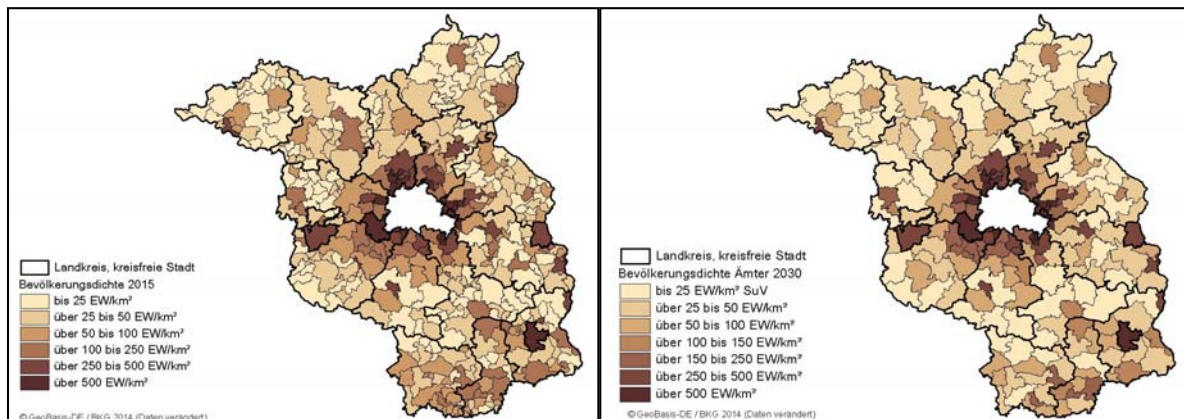 Landkreis, kreisfreie Stadt
Bevölkerungsdichte 2015
bis 25 EW/km²
über 25 bis 50 EW/km²
über 50 bis 100 EW/km²
über 100 bis 250 EW/km²
über 250 bis 500 EW/km²
über 500 EW/km²
© GeoBasis-DE / BKG 2014 (Daten verändert)
Landkreis, kreisfreie Stadt
Bevölkerungsdichte Ämter 2030
bis 25 EW/km² SuV
über 25 bis 50 EW/km²
über 50 bis 100 EW/km²
über 100 bis 150 EW/km²
über 150 bis 250 EW/km²
über 250 bis 500 EW/km²
über 500 EW/km²
© GeoBasis-DE / BKG 2014 (Daten verändert)